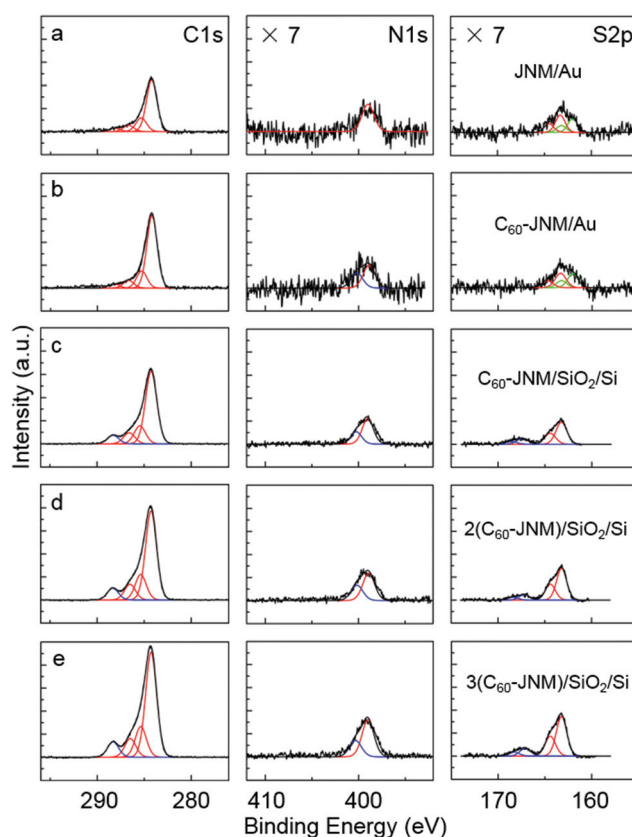 a C1s × 7 N1s × 7 S2p
JNM/Au
b
C₆₀-JNM/Au
c
C₆₀-JNM/SiO₂/Si
d
2(C₆₀-JNM)/SiO₂/Si
e
3(C₆₀-JNM)/SiO₂/Si
Intensity (a.u.)
290 280 410 400 170 160
Binding Energy (eV)